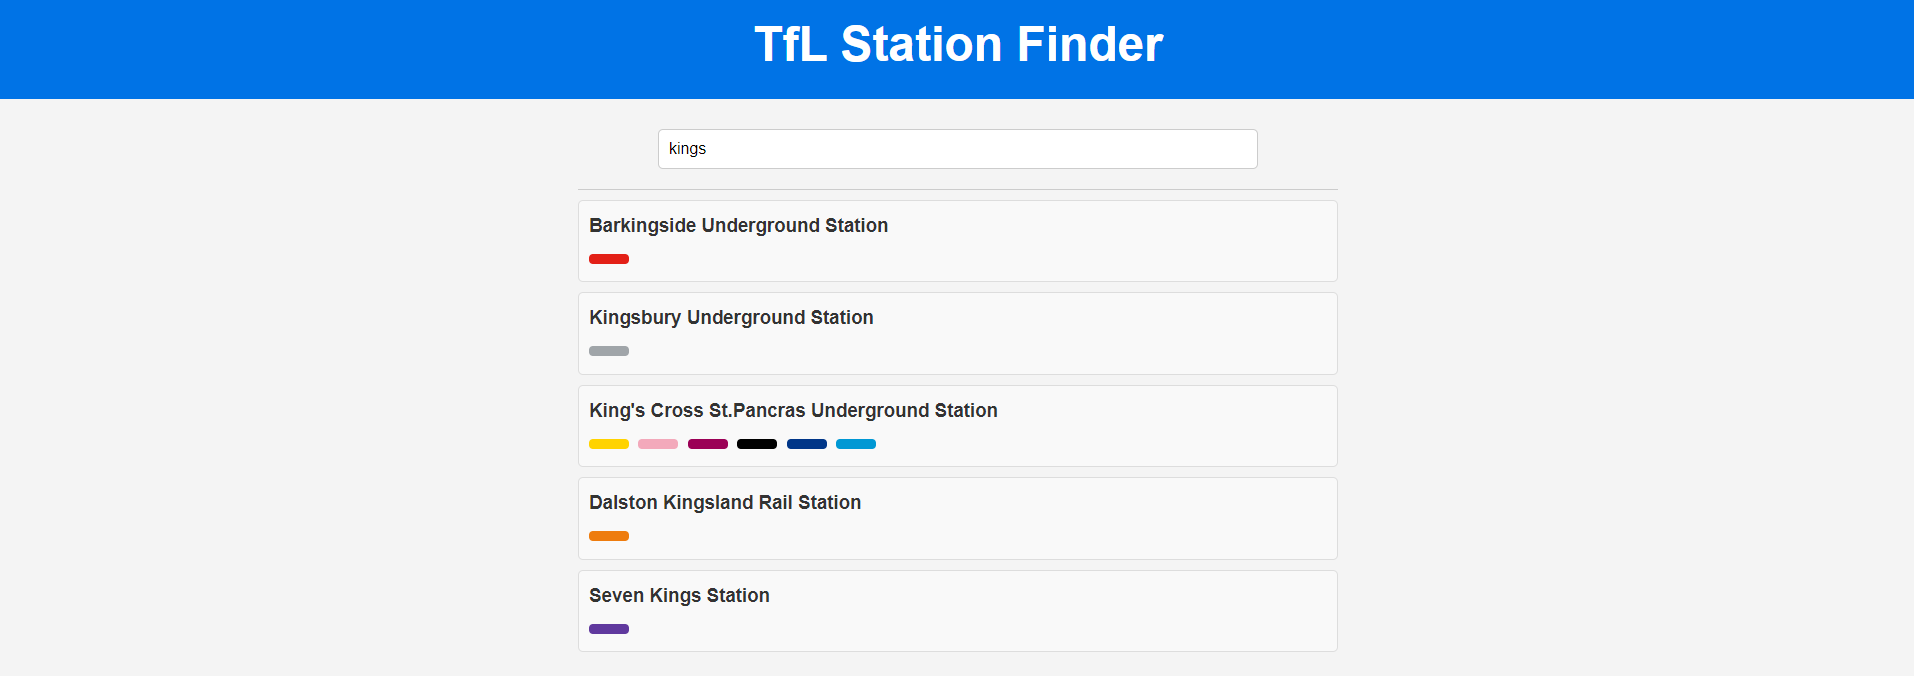 TfL Station Finder
kings
Barkingside Underground Station
Kingsbury Underground Station
King's Cross St.Pancras Underground Station
Dalston Kingsland Rail Station
Seven Kings Station